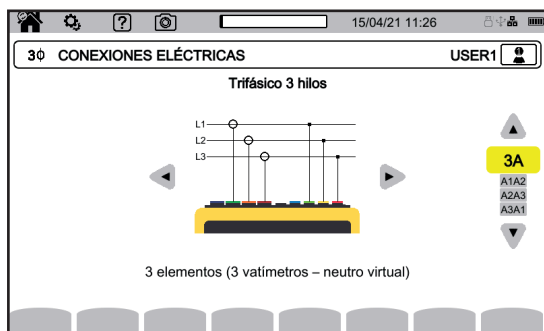 15/04/21 11:26
3Φ CONEXIONES ELÉCTRICAS USER1
Trifásico 3 hilos
L1
L2
L3
3A
A1A2
A2A3
A3A1
3 elementos (3 vatímetros – neutro virtual)